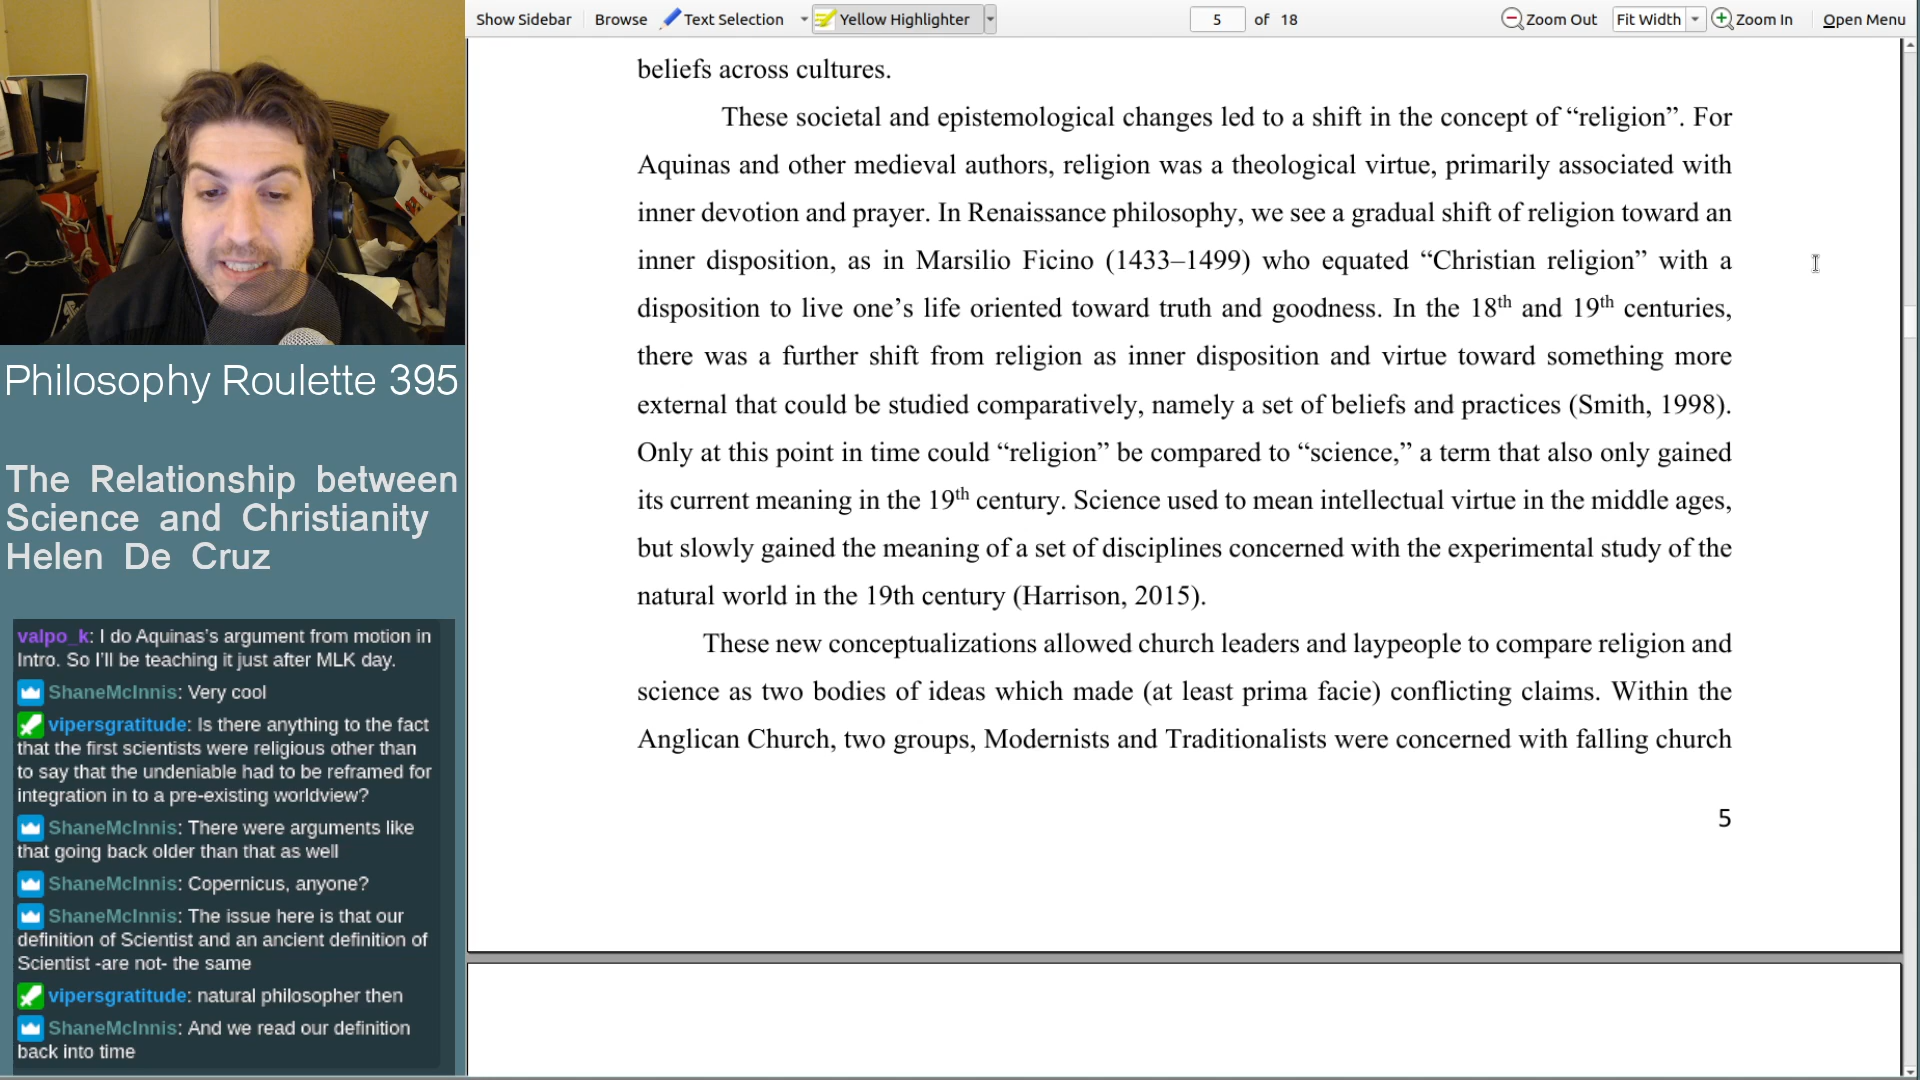 Show Sidebar Browse Text Selection Yellow Highlighter 5 of 18 Zoom Out Fit Width Zoom In Open Menu
beliefs across cultures.
These societal and epistemological changes led to a shift in the concept of “religion”. For
Aquinas and other medieval authors, religion was a theological virtue, primarily associated with
inner devotion and prayer. In Renaissance philosophy, we see a gradual shift of religion toward an
inner disposition, as in Marsilio Ficino (1433–1499) who equated “Christian religion” with a
disposition to live one’s life oriented toward truth and goodness. In the 18th and 19th centuries,
there was a further shift from religion as inner disposition and virtue toward something more
external that could be studied comparatively, namely a set of beliefs and practices (Smith, 1998).
Only at this point in time could “religion” be compared to “science,” a term that also only gained
its current meaning in the 19th century. Science used to mean intellectual virtue in the middle ages,
but slowly gained the meaning of a set of disciplines concerned with the experimental study of the
natural world in the 19th century (Harrison, 2015).
These new conceptualizations allowed church leaders and laypeople to compare religion and
science as two bodies of ideas which made (at least prima facie) conflicting claims. Within the
Anglican Church, two groups, Modernists and Traditionalists were concerned with falling church
5
Philosophy Roulette 395
The Relationship between
Science and Christianity
Helen De Cruz
valpo_k: I do Aquinas's argument from motion in
Intro. So I'll be teaching it just after MLK day.
ShaneMcInnis: Very cool
vipersgratitude: Is there anything to the fact
that the first scientists were religious other than
to say that the undeniable had to be reframed for
integration in to a pre-existing worldview?
ShaneMcInnis: There were arguments like
that going back older than that as well
ShaneMcInnis: Copernicus, anyone?
ShaneMcInnis: The issue here is that our
definition of Scientist and an ancient definition of
Scientist -are not- the same
vipersgratitude: natural philosopher then
ShaneMcInnis: And we read our definition
back into time